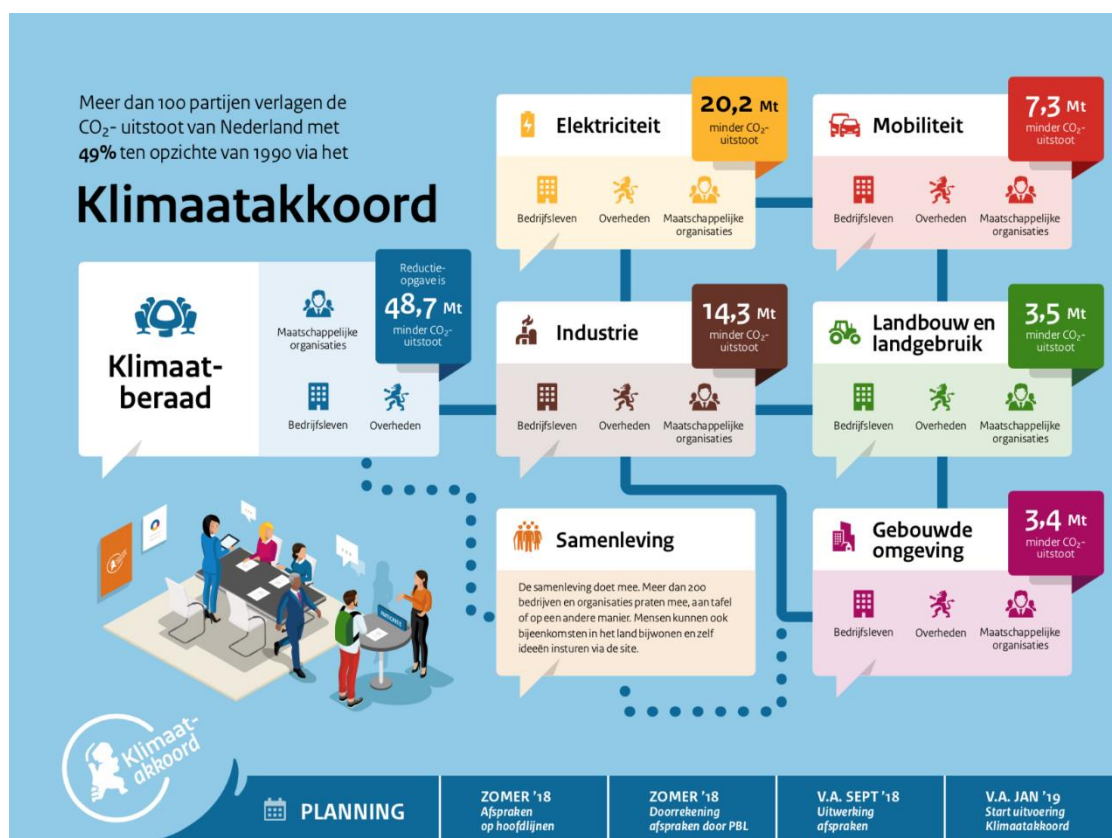 Meer dan 100 partijen verlagen de
CO₂- uitstoot van Nederland met
49% ten opzichte van 1990 via het
Klimaatakkoord
Klimaat-
beraad
Maatschappelijke
organisaties
Bedrijfsleven
Overheden
Reductie-
opgave is
48,7 Mt
minder CO₂-
uitstoot
Elektriciteit
20,2 Mt
minder CO₂-
uitstoot
Bedrijfsleven
Overheden
Maatschappelijke
organisaties
Mobiliteit
7,3 Mt
minder CO₂-
uitstoot
Bedrijfsleven
Overheden
Maatschappelijke
organisaties
Industrie
14,3 Mt
minder CO₂-
uitstoot
Bedrijfsleven
Overheden
Maatschappelijke
organisaties
Landbouw en
landgebruik
3,5 Mt
minder CO₂-
uitstoot
Bedrijfsleven
Overheden
Maatschappelijke
organisaties
Samenleving
De samenleving doet mee. Meer dan 200
bedrijven en organisaties praten mee, aan tafel
of op een andere manier. Mensen kunnen ook
bijeenkomsten in het land bijwonen en zelf
ideeën insturen via de site.
Gebouwde
omgeving
3,4 Mt
minder CO₂-
uitstoot
Bedrijfsleven
Overheden
Maatschappelijke
organisaties
Klimaat-
akkoord
PLANNING
ZOMER '18
Afspraken
op hoofdlijnen
ZOMER '18
Doorrekening
afspraken door PBL
V.A. SEPT '18
Uitwerking
afspraken
V.A. JAN '19
Start uitvoering
Klimaatakkoord